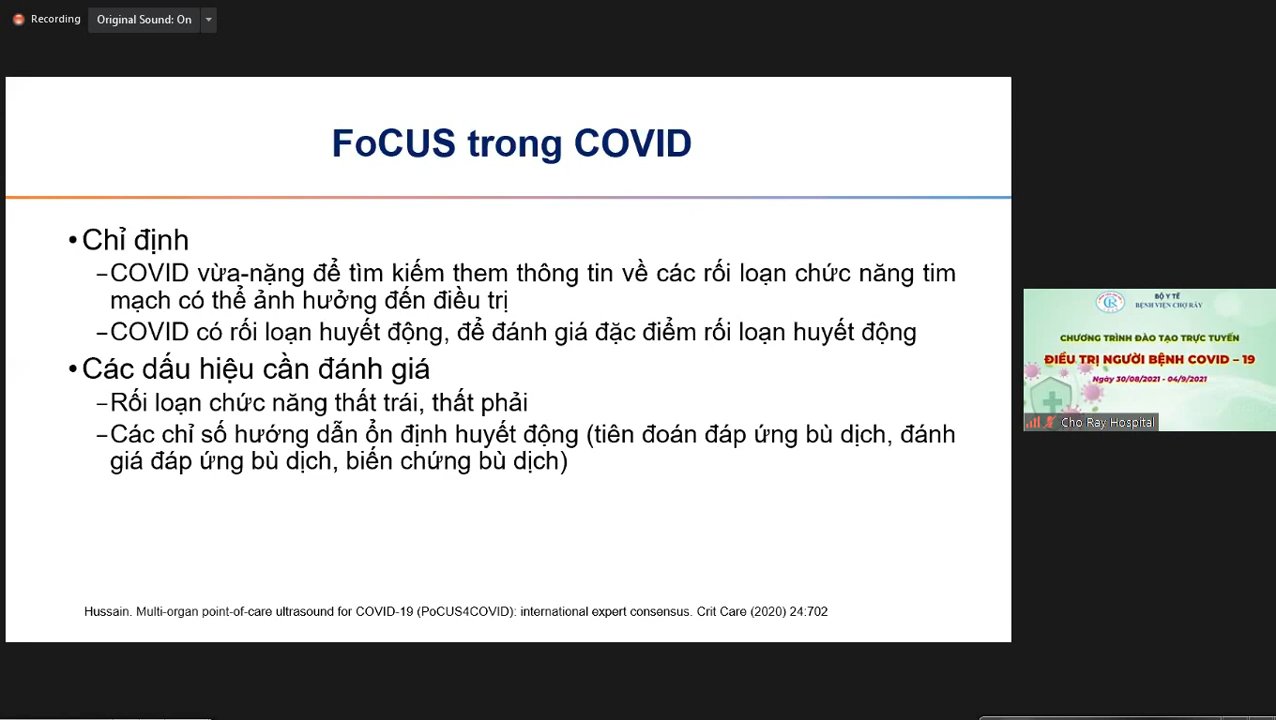 Recording
Original Sound: On
FoCUS trong COVID
•Chỉ định
–COVID vừa-nặng để tìm kiếm them thông tin về các rối loạn chức năng tim
mạch có thể ảnh hưởng đến điều trị
–COVID có rối loạn huyết động, để đánh giá đặc điểm rối loạn huyết động
•Các dấu hiệu cần đánh giá
–Rối loạn chức năng thất trái, thất phải
–Các chỉ số hướng dẫn ổn định huyết động (tiên đoán đáp ứng bù dịch, đánh
giá đáp ứng bù dịch, biến chứng bù dịch)
Hussain. Multi-organ point-of-care ultrasound for COVID-19 (PoCUS4COVID): international expert consensus. Crit Care (2020) 24:702
BỘ Y TẾ
BỆNH VIỆN CHỢ RẪY
CHƯƠNG TRÌNH ĐÀO TẠO TRỰC TUYẾN
ĐIỀU TRỊ NGƯỜI BỆNH COVID – 19
Ngày 30/08/2021 - 04/9/2021
Cho Ray Hospital